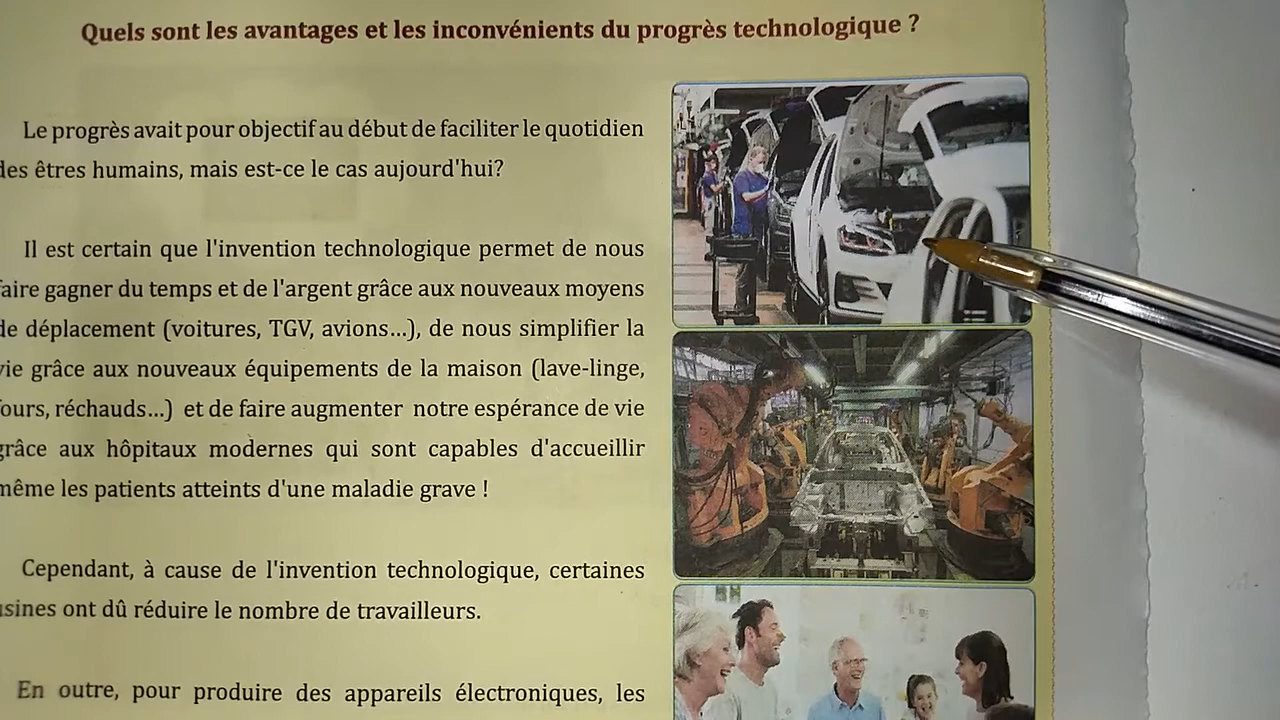 Quels sont les avantages et les inconvénients du progrès technologique ?
Le progrès avait pour objectif au début de faciliter le quotidien
des êtres humains, mais est-ce le cas aujourd'hui?
Il est certain que l'invention technologique permet de nous
faire gagner du temps et de l'argent grâce aux nouveaux moyens
de déplacement (voitures, TGV, avions...), de nous simplifier la
vie grâce aux nouveaux équipements de la maison (lave-linge,
fours, réchauds...) et de faire augmenter notre espérance de vie
grâce aux hôpitaux modernes qui sont capables d'accueillir
même les patients atteints d'une maladie grave !
Cependant, à cause de l'invention technologique, certaines
usines ont dû réduire le nombre de travailleurs.
En outre, pour produire des appareils électroniques, les